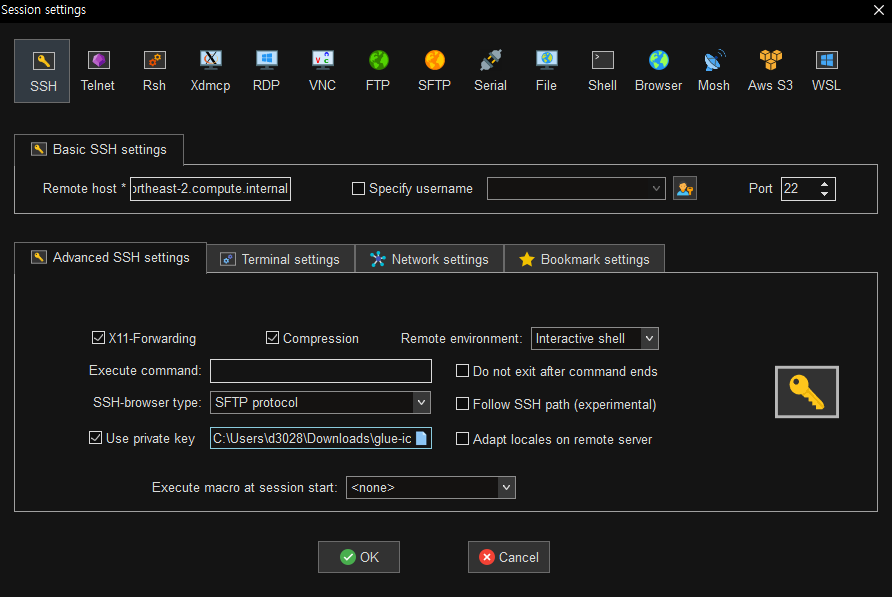 Session settings
SSH Telnet Rsh Xdmcp RDP VNC FTP SFTP Serial File Shell Browser Mosh Aws S3 WSL
Basic SSH settings
Remote host * ortheast-2.compute.internal Specify username Port 22
Advanced SSH settings Terminal settings Network settings Bookmark settings
X11-Forwarding Compression Remote environment: Interactive shell
Execute command: Do not exit after command ends
SSH-browser type: SFTP protocol Follow SSH path (experimental)
Use private key C:\Users\d3028\Downloads\glue-ic Adapt locales on remote server
Execute macro at session start: <none>
OK Cancel